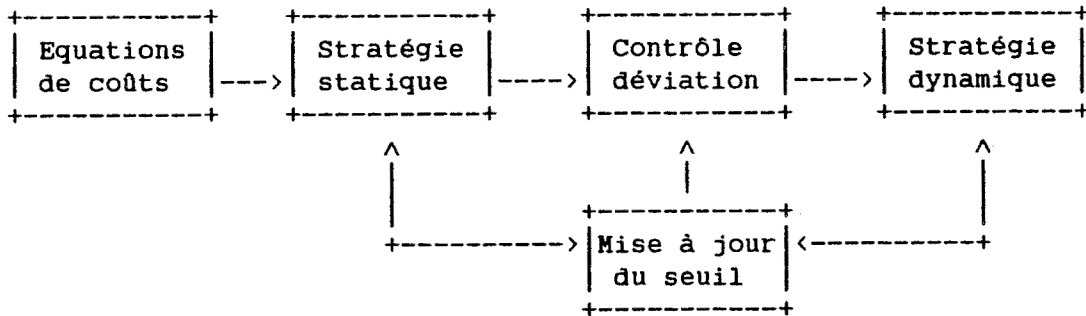 Equations Stratégie Contrôle Stratégie
de coûts statique déviation dynamique
Mise à jour
du seuil